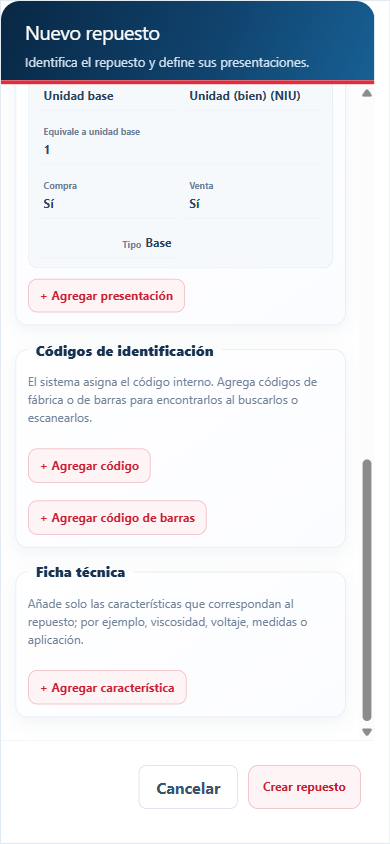 Nuevo repuesto
Identifica el repuesto y define sus presentaciones.
Unidad base Unidad (bien) (NIU)
Equivale a unidad base
1
Compra Venta
Sí Sí
Tipo Base
+ Agregar presentación
Códigos de identificación
El sistema asigna el código interno. Agrega códigos de
fábrica o de barras para encontrarlos al buscarlos o
escanearlos.
+ Agregar código
+ Agregar código de barras
Ficha técnica
Añade solo las características que correspondan al
repuesto; por ejemplo, viscosidad, voltaje, medidas o
aplicación.
+ Agregar característica
Cancelar Crear repuesto